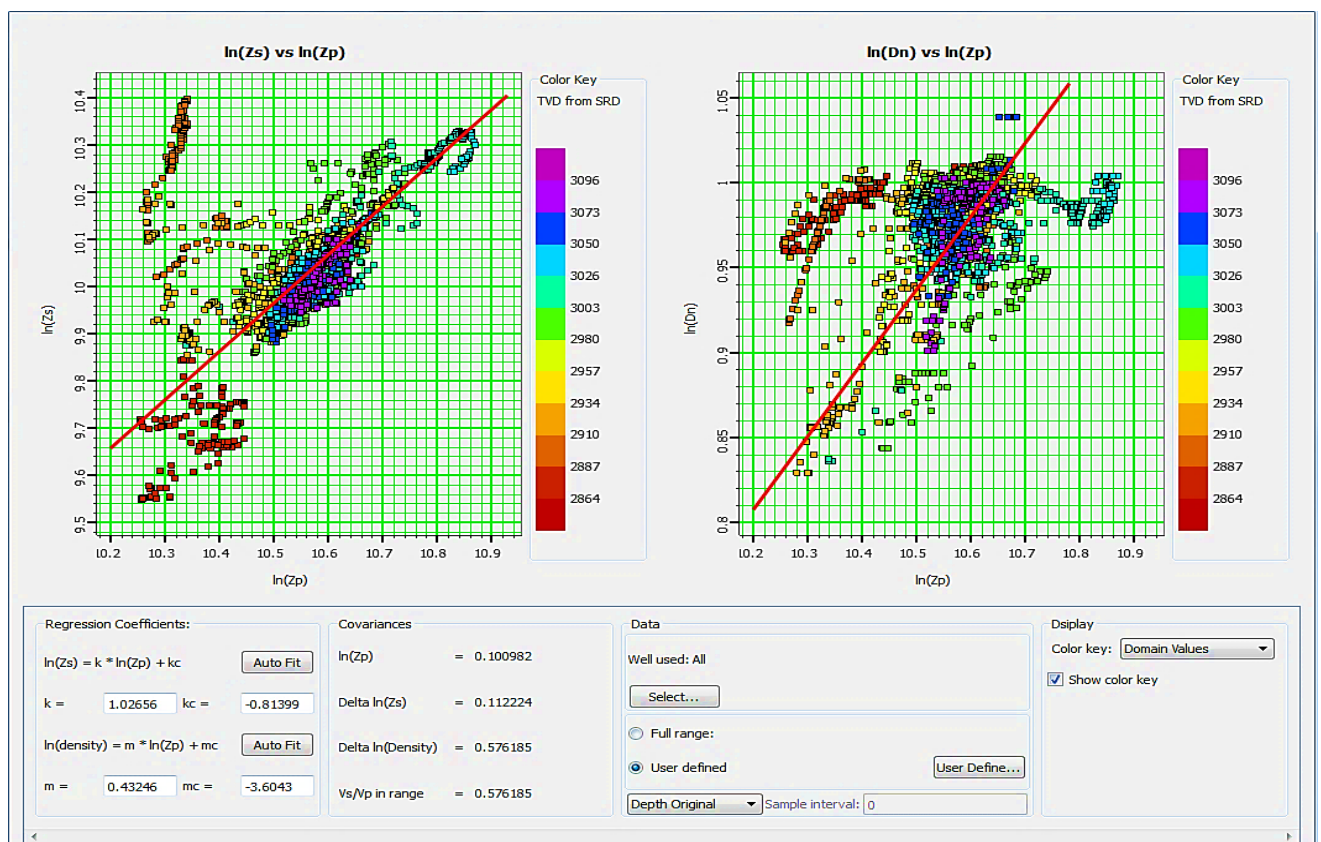 ln(Zs) vs ln(Zp)
10.4
10.3
10.2
10.1
10
9.9
9.8
9.7
9.6
9.5
ln(Zs)
10.2 10.3 10.4 10.5 10.6 10.7 10.8 10.9
ln(Zp)
Color Key
TVD from SRD
3096
3073
3050
3026
3003
2980
2957
2934
2910
2887
2864
ln(Dn) vs ln(Zp)
1.05
1
0.95
0.9
0.85
0.8
ln(Dn)
10.2 10.3 10.4 10.5 10.6 10.7 10.8 10.9
ln(Zp)
Color Key
TVD from SRD
3096
3073
3050
3026
3003
2980
2957
2934
2910
2887
2864
Regression Coefficients:
ln(Zs) = k * ln(Zp) + kc Auto Fit
k = 1.02656 kc = -0.81399
ln(density) = m * ln(Zp) + mc Auto Fit
m = 0.43246 mc = -3.6043
Covariances
ln(Zp) = 0.100982
Delta ln(Zs) = 0.112224
Delta ln(Density) = 0.576185
Vs/Vp in range = 0.576185
Data
Well used: All
Select...
Full range:
User defined User Define...
Depth Original Sample interval: 0
Dsiplay
Color key: Domain Values
Show color key